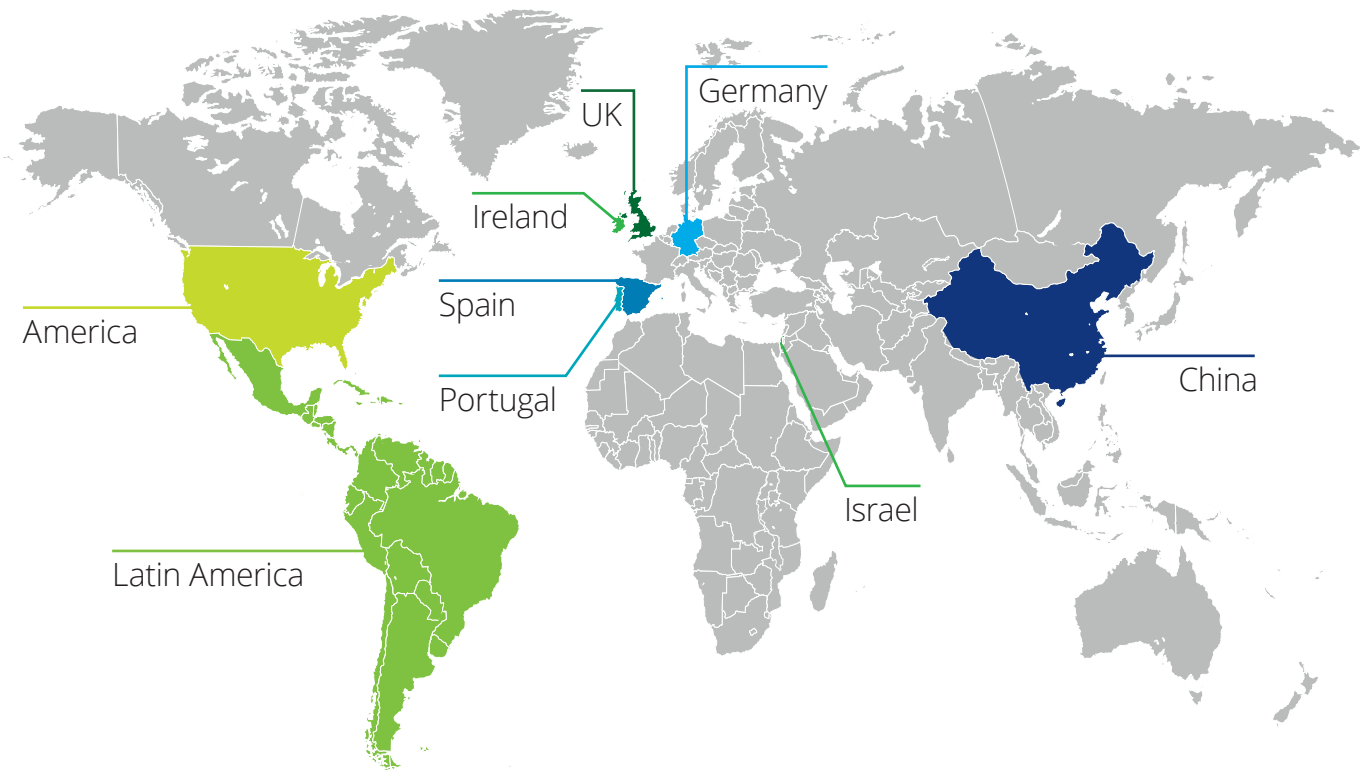 Germany
UK
Ireland
Spain
America
China
Portugal
Israel
Latin America